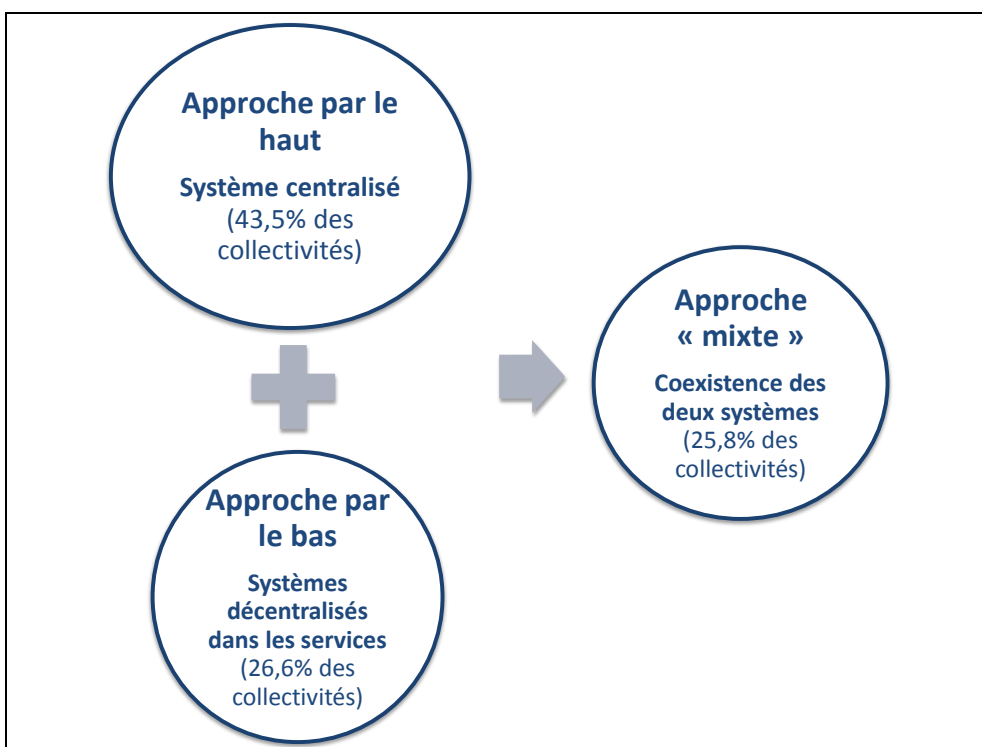 Approche par le
haut
Système centralisé
(43,5% des
collectivités)
Approche par
le bas
Systèmes
décentralisés
dans les services
(26,6% des
collectivités)
Approche
« mixte »
Coexistence des
deux systèmes
(25,8% des
collectivités)